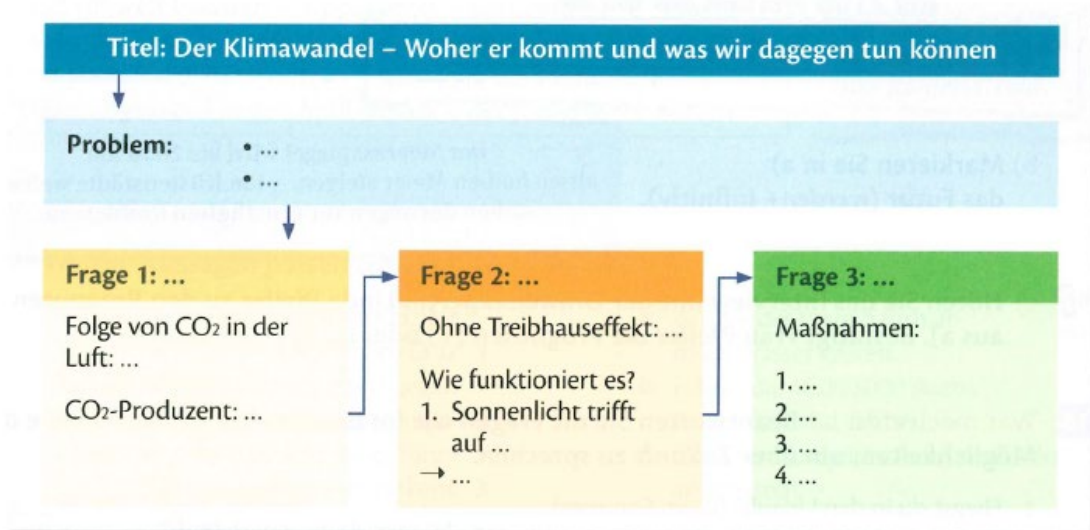 Titel: Der Klimawandel – Woher er kommt und was wir dagegen tun können
Problem:
• ...
• ...
Frage 1: ...
Folge von CO₂ in der
Luft: ...
CO₂-Produzent: ...
Frage 2: ...
Ohne Treibhauseffekt: ...
Wie funktioniert es?
1. Sonnenlicht trifft
auf ...
→ ...
Frage 3: ...
Maßnahmen:
1. ...
2. ...
3. ...
4. ...